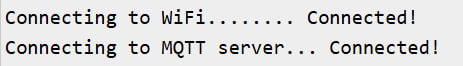 Connecting to WiFi........ Connected!
Connecting to MQTT server... Connected!